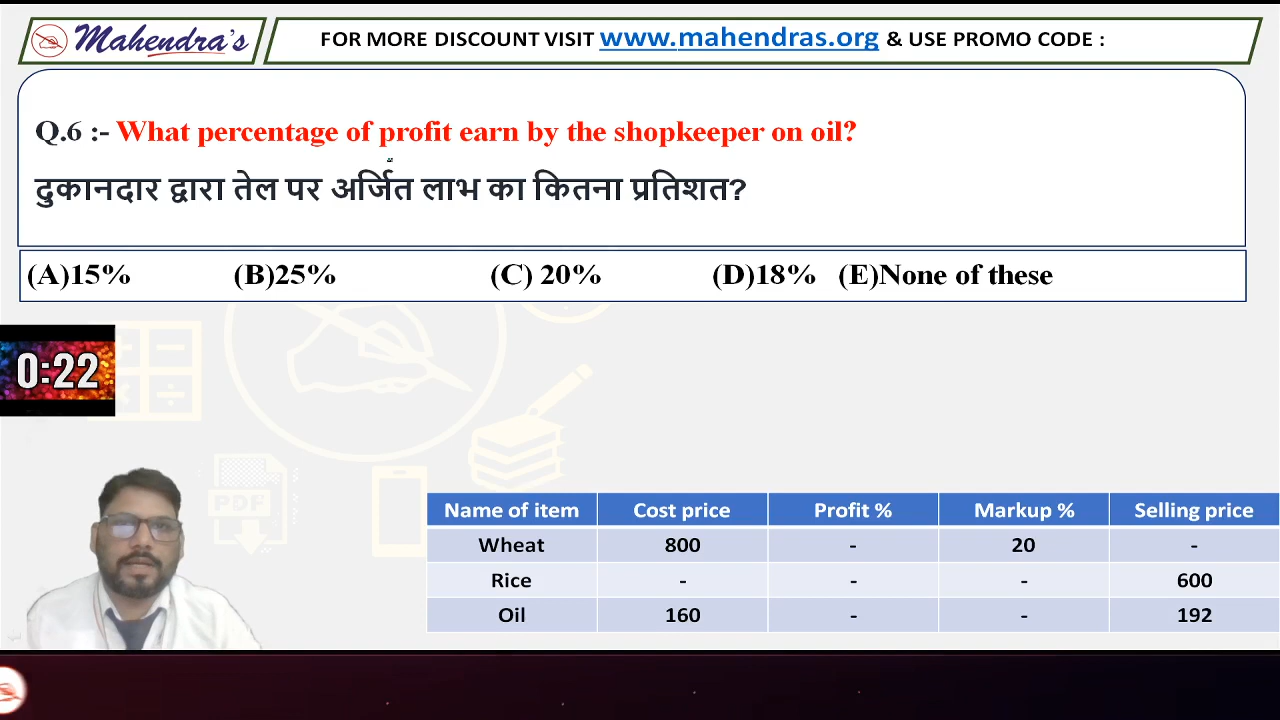 Mahendra's
FOR MORE DISCOUNT VISIT www.mahendras.org & USE PROMO CODE :
Q.6 :- What percentage of profit earn by the shopkeeper on oil?
दुकानदार द्वारा तेल पर अर्जित लाभ का कितना प्रतिशत?
(A)15% (B)25% (C) 20% (D)18% (E)None of these
0:22
PDF
Name of item Cost price Profit % Markup % Selling price
Wheat 800 - 20 -
Rice - - - 600
Oil 160 - - 192